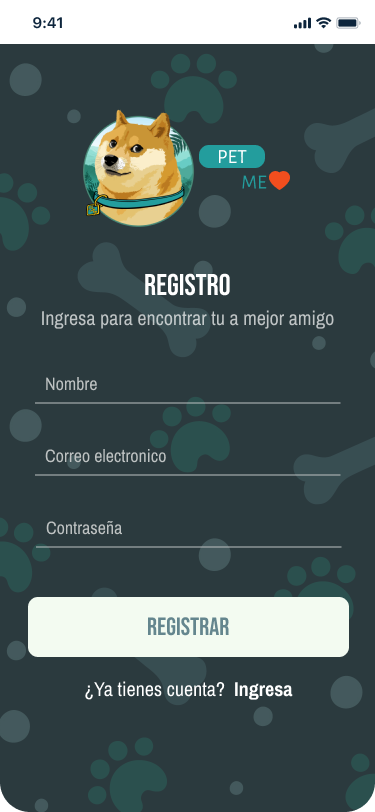 9:41
PET
ME
REGISTRO
Ingresa para encontrar tu a mejor amigo
Nombre
Correo electronico
Contraseña
REGISTRAR
¿Ya tienes cuenta? Ingresa